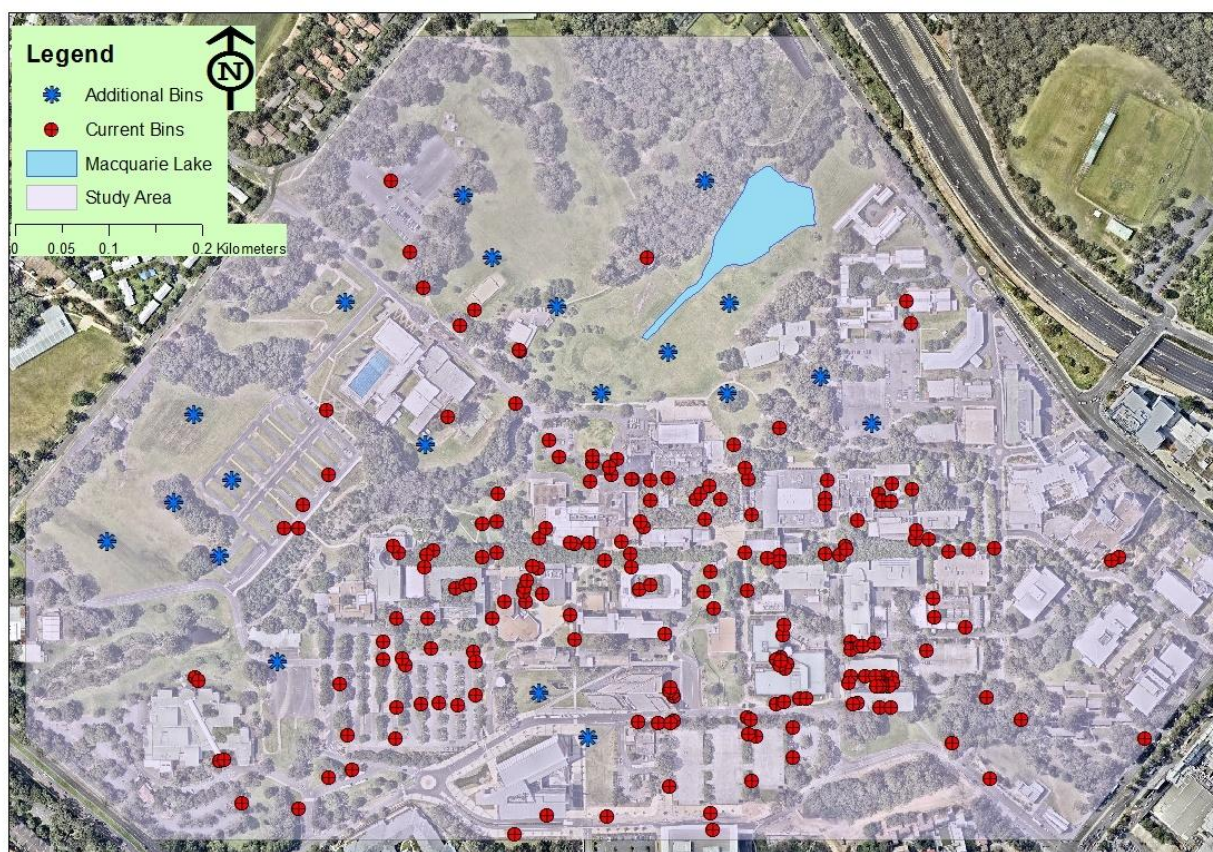 Legend
N
Additional Bins
Current Bins
Macquarie Lake
Study Area
0 0.05 0.1 0.2 Kilometers